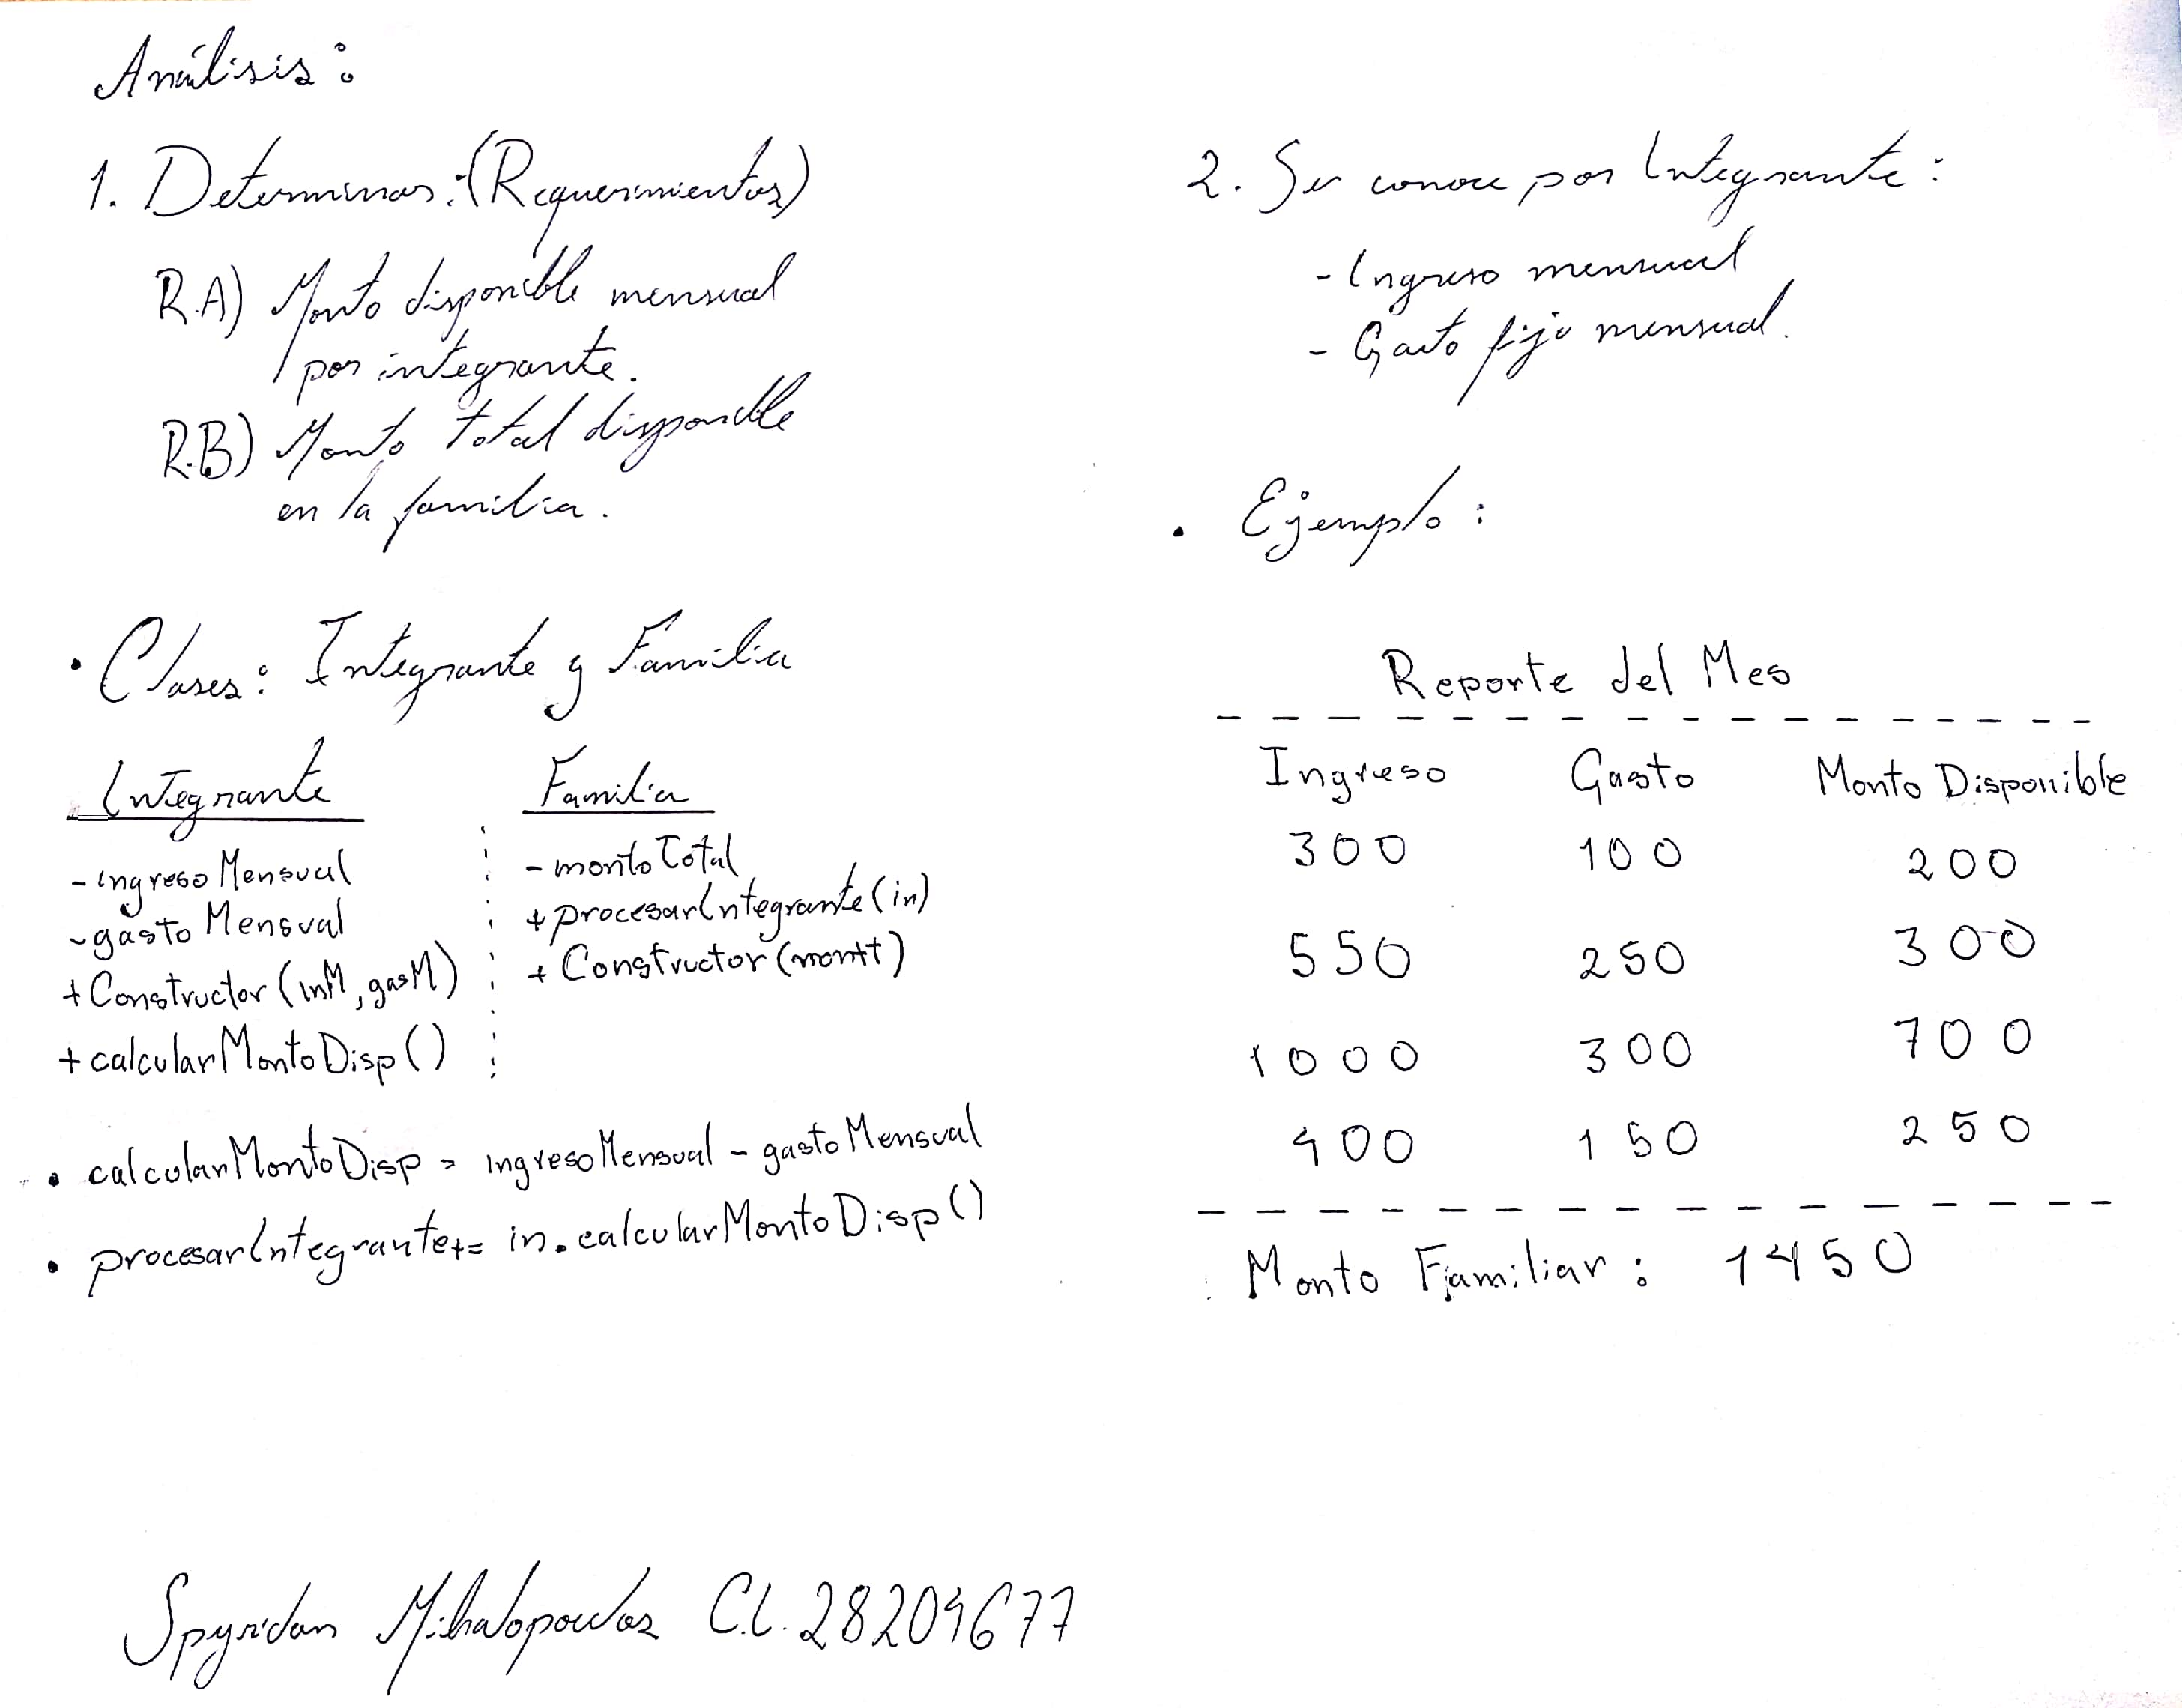 Análisis:
1. Determinar: (Requerimientos)
R.A) Monto disponible mensual
por integrante.
R.B) Monto total disponible
en la familia.
• Clases: Integrante y Familia
Integrante
- ingresoMensual
- gastoMensual
+ Constructor (inM, gasM)
+ calcularMontoDisp()
Familia
- montoTotal
+ procesarIntegrante(in)
+ Constructor (montt)
• calcularMontoDisp = ingresoMensual - gastoMensual
• procesarIntegrante+= in.calcularMontoDisp()
2. Se conoce por Integrante:
- Ingreso mensual
- Gasto fijo mensual.
• Ejemplo:
Reporte del Mes
Ingreso Gasto Monto Disponible
300 100 200
550 250 300
1000 300 700
400 150 250
Monto Familiar: 1450
Spyridon Mihalopoulos C.I. 28204677